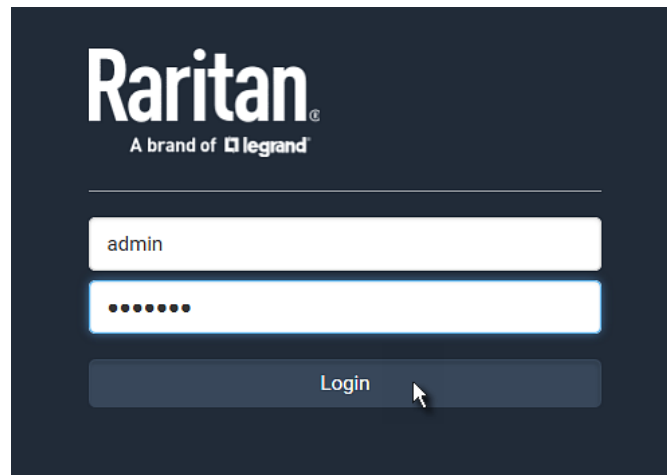 Raritan®
A brand of legrand®
admin
•••••••
Login